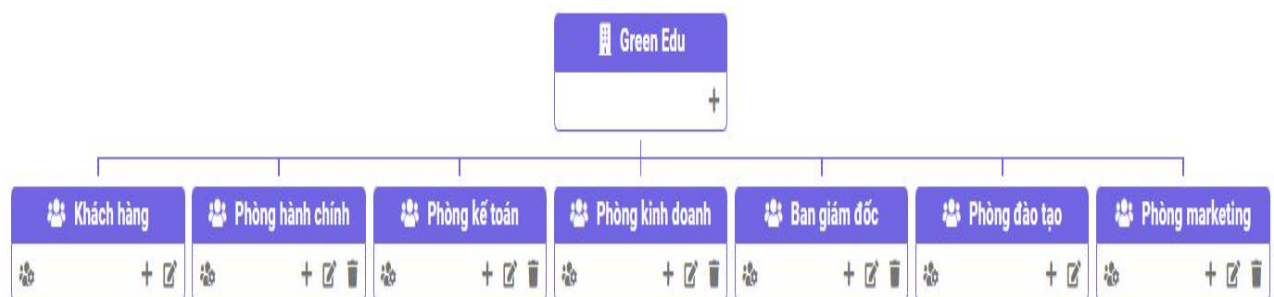 Green Edu
Khách hàng
Phòng hành chính
Phòng kế toán
Phòng kinh doanh
Ban giám đốc
Phòng đào tạo
Phòng marketing